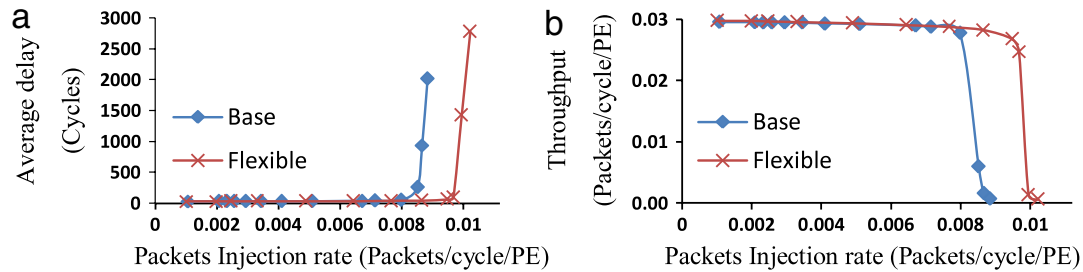 a
Average delay
(Cycles)
3000
2500
2000
1500
1000
500
0
Base
Flexible
0 0.002 0.004 0.006 0.008 0.01
Packets Injection rate (Packets/cycle/PE)
b
Throughput
(Packets/cycle/PE)
0.03
0.02
0.01
0.00
Base
Flexible
0 0.002 0.004 0.006 0.008 0.01
Packets Injection rate (Packets/cycle/PE)